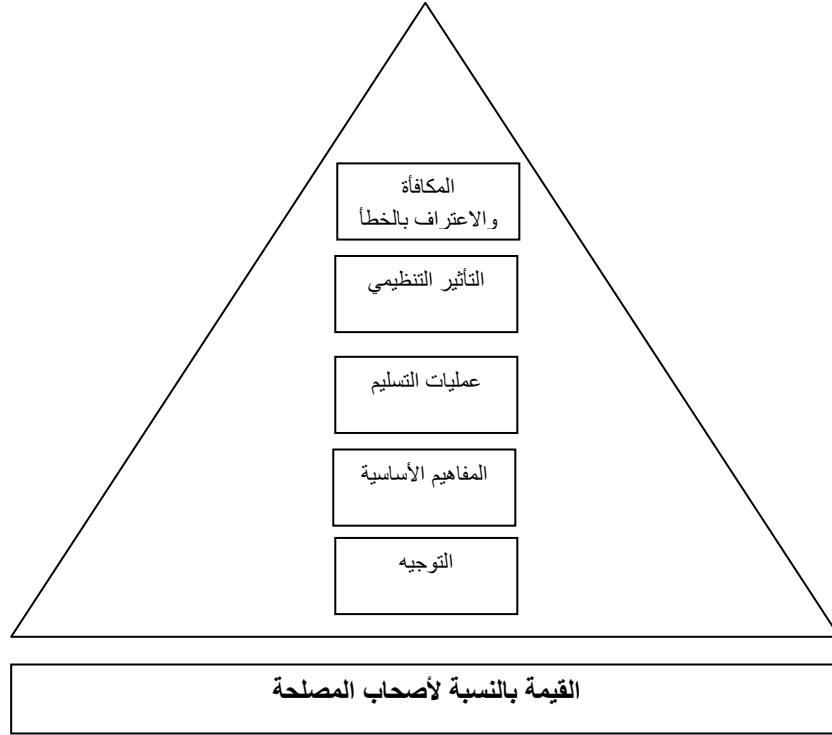 المكافأة
والاعتراف بالخطأ
التأثير التنظيمي
عمليات التسليم
المفاهيم الأساسية
التوجيه
القيمة بالنسبة لأصحاب المصلحة